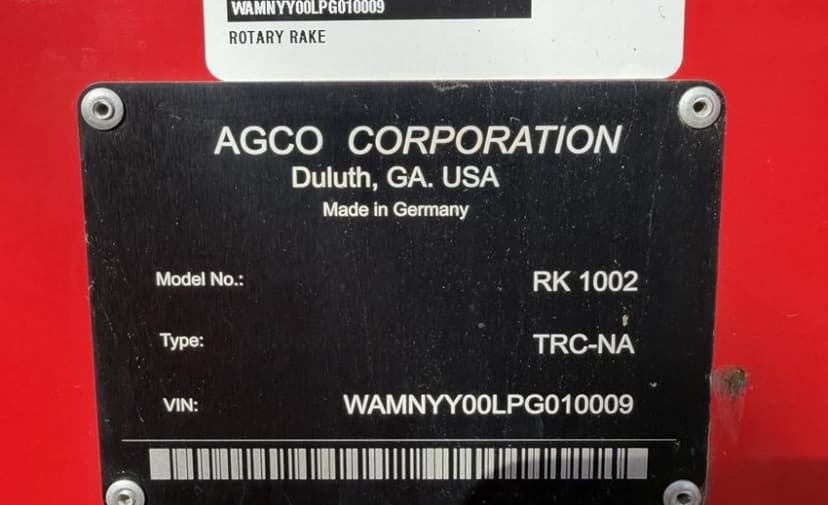 WAMNYY00LPG010009
ROTARY RAKE
AGCO CORPORATION
Duluth, GA. USA
Made in Germany
Model No.: RK 1002
Type: TRC-NA
VIN: WAMNYY00LPG010009